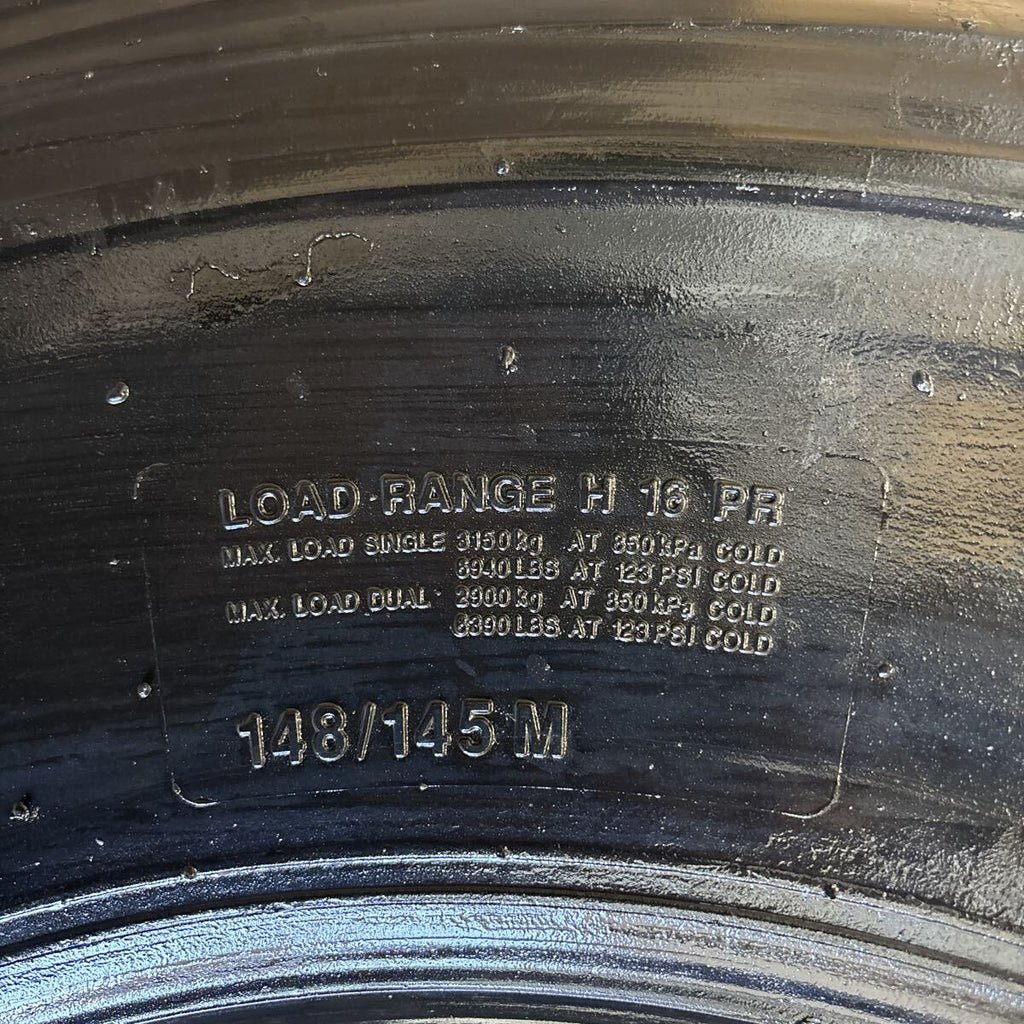 LOAD RANGE H 16 PR
MAX. LOAD SINGLE 3150 kg AT 850 kPa COLD
6940 LBS AT 123 PSI COLD
MAX. LOAD DUAL 2900 kg AT 850 kPa COLD
6390 LBS AT 123 PSI COLD
148/145 M